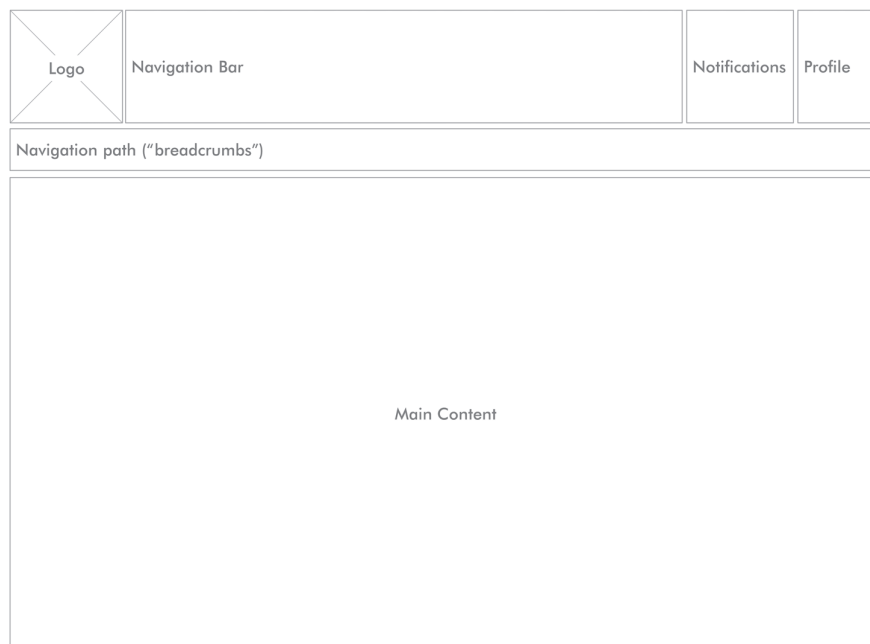 Logo
Navigation Bar
Notifications
Profile
Navigation path (“breadcrumbs”)
Main Content